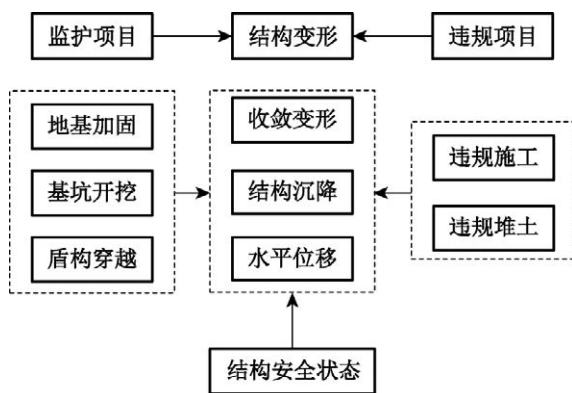 监护项目
结构变形
违规项目
地基加固
基坑开挖
盾构穿越
收敛变形
结构沉降
水平位移
违规施工
违规堆土
结构安全状态